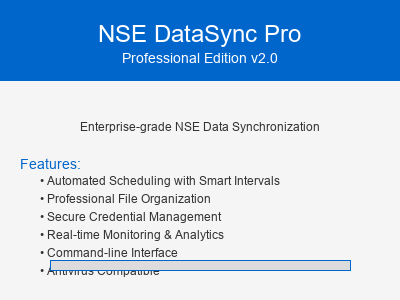 NSE DataSync Pro
Professional Edition v2.0
Enterprise-grade NSE Data Synchronization
Features:
• Automated Scheduling with Smart Intervals
• Professional File Organization
• Secure Credential Management
• Real-time Monitoring & Analytics
• Command-line Interface
• Antivirus Compatible